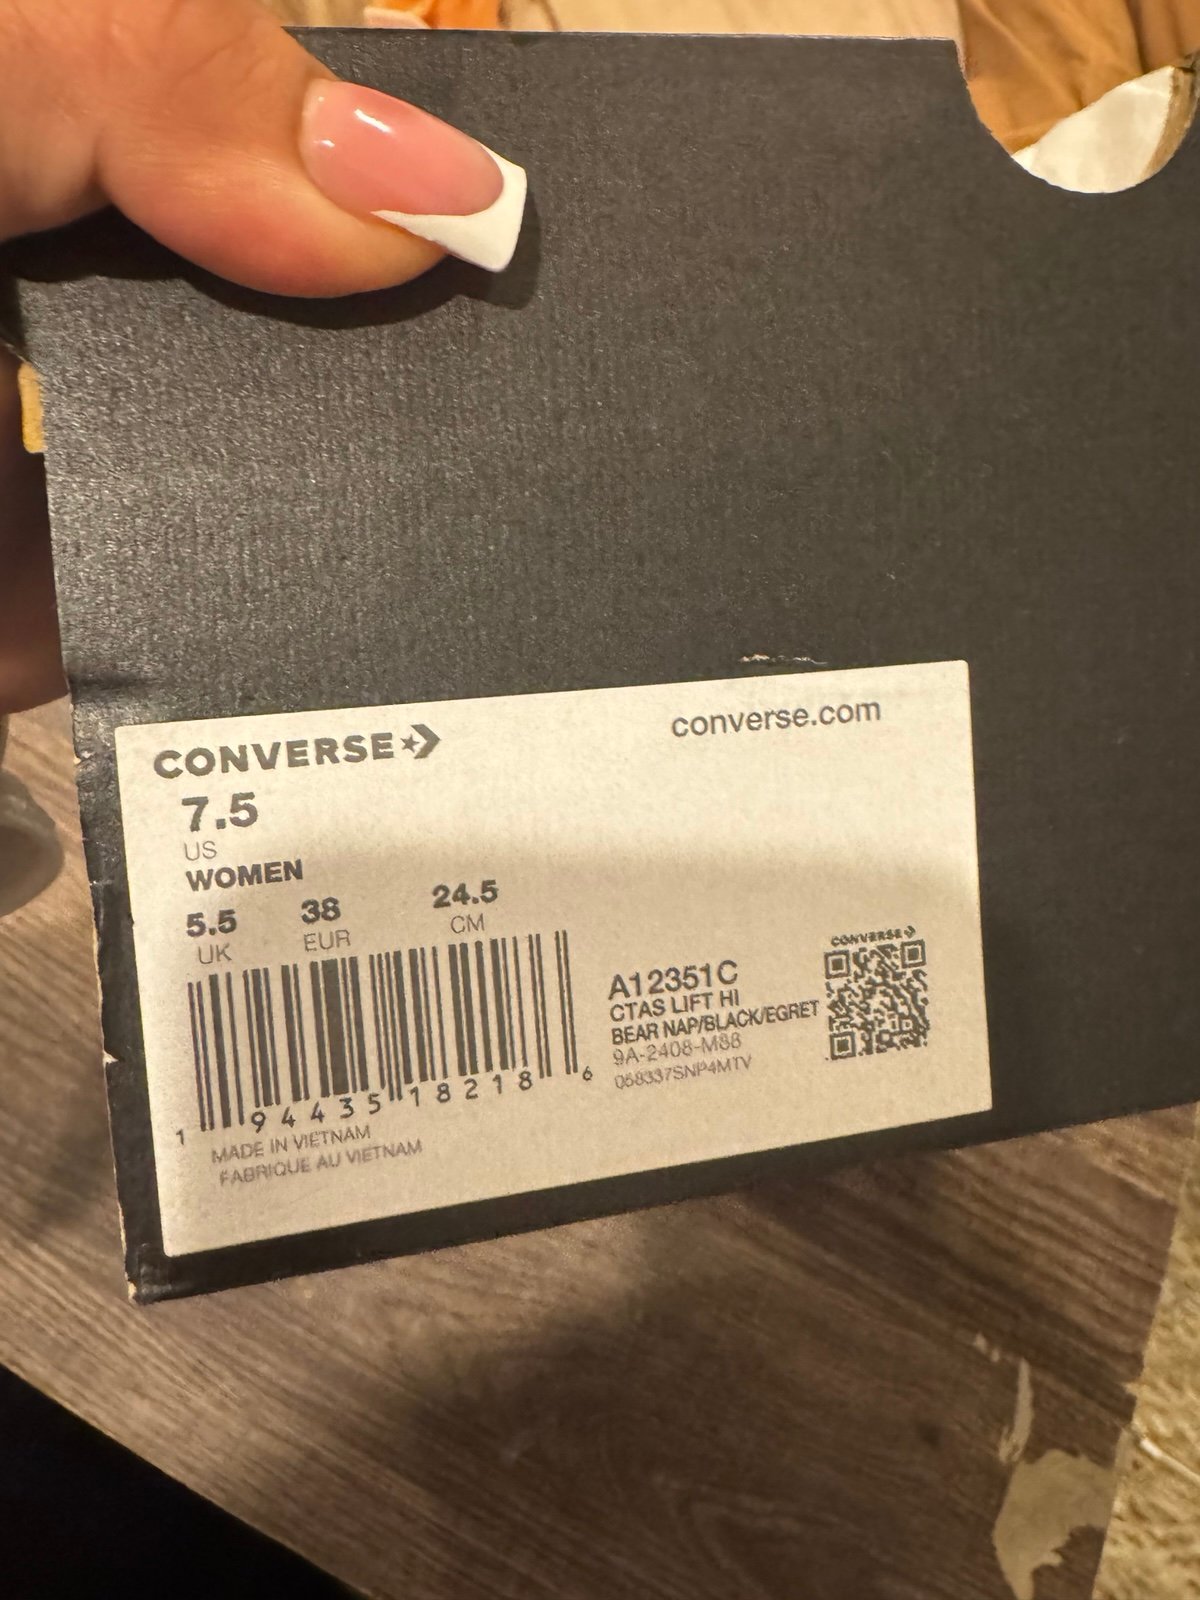 CONVERSE
converse.com
7.5
US
WOMEN
5.5 38 24.5
UK EUR CM
CONVERSE
A12351C
CTAS LIFT HI
BEAR NAP/BLACK/EGRET
9A-2408-M88
058337SNP4MTV
1 94435 18218 6
MADE IN VIETNAM
FABRIQUE AU VIETNAM